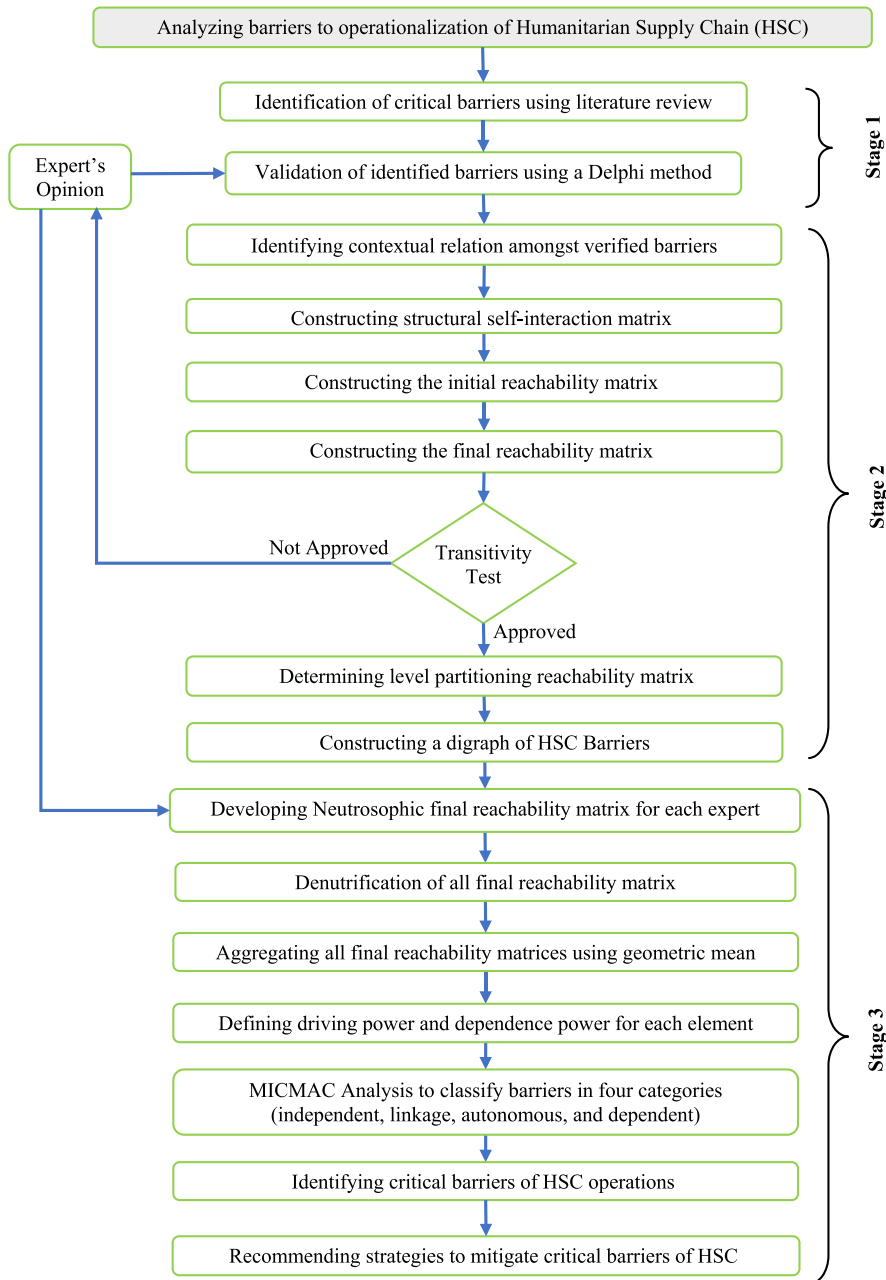 Analyzing barriers to operationalization of Humanitarian Supply Chain (HSC)
Identification of critical barriers using literature review
Stage 1
Expert's
Opinion
Validation of identified barriers using a Delphi method
Identifying contextual relation amongst verified barriers
Constructing structural self-interaction matrix
Constructing the initial reachability matrix
Constructing the final reachability matrix
Stage 2
Not Approved
Transitivity
Test
Approved
Determining level partitioning reachability matrix
Constructing a digraph of HSC Barriers
Developing Neutrosophic final reachability matrix for each expert
Denutrification of all final reachability matrix
Aggregating all final reachability matrices using geometric mean
Defining driving power and dependence power for each element
Stage 3
MICMAC Analysis to classify barriers in four categories
(independent, linkage, autonomous, and dependent)
Identifying critical barriers of HSC operations
Recommending strategies to mitigate critical barriers of HSC